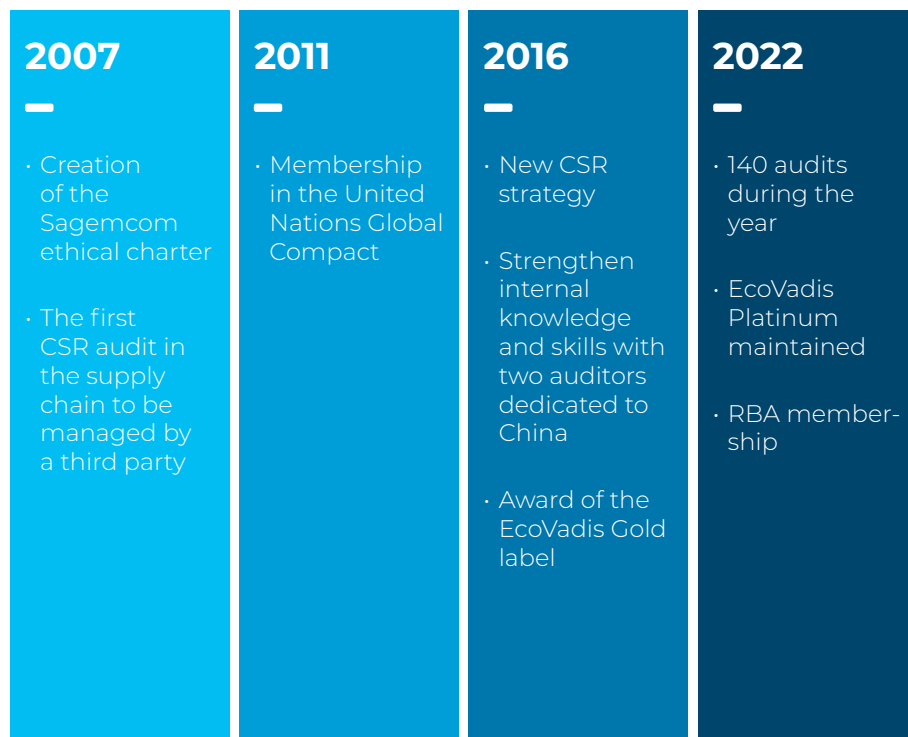 2007
· Creation
of the
Sagemcom
ethical charter
· The first
CSR audit in
the supply
chain to be
managed by
a third party
2011
· Membership
in the United
Nations Global
Compact
2016
· New CSR
strategy
· Strengthen
internal
knowledge
and skills with
two auditors
dedicated to
China
· Award of the
EcoVadis Gold
label
2022
· 140 audits
during the
year
· EcoVadis
Platinum
maintained
· RBA member-
ship